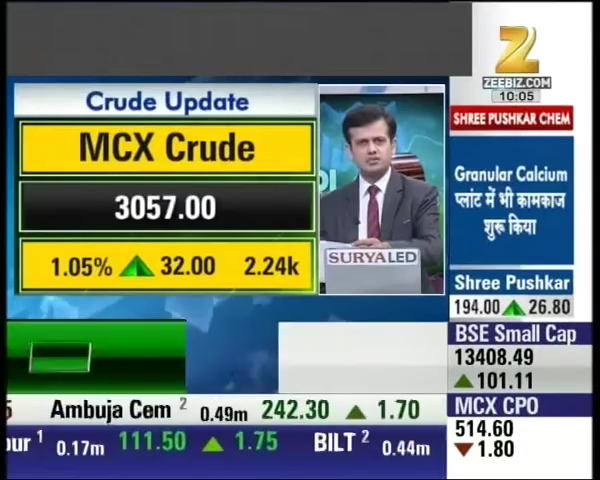 Z
ZEEBIZ.COM
10:05
Crude Update
MCX Crude
3057.00
1.05% 32.00 2.24k
SURYA LED
SHREE PUSHKAR CHEM
Granular Calcium
प्लांट में भी कामकाज
शुरू किया
Shree Pushkar
194.00 26.80
BSE Small Cap
13408.49
101.11
MCX CPO
514.60
1.80
5 Ambuja Cem 2 0.49m 242.30 1.70
our 1 0.17m 111.50 1.75 BILT 2 0.44m